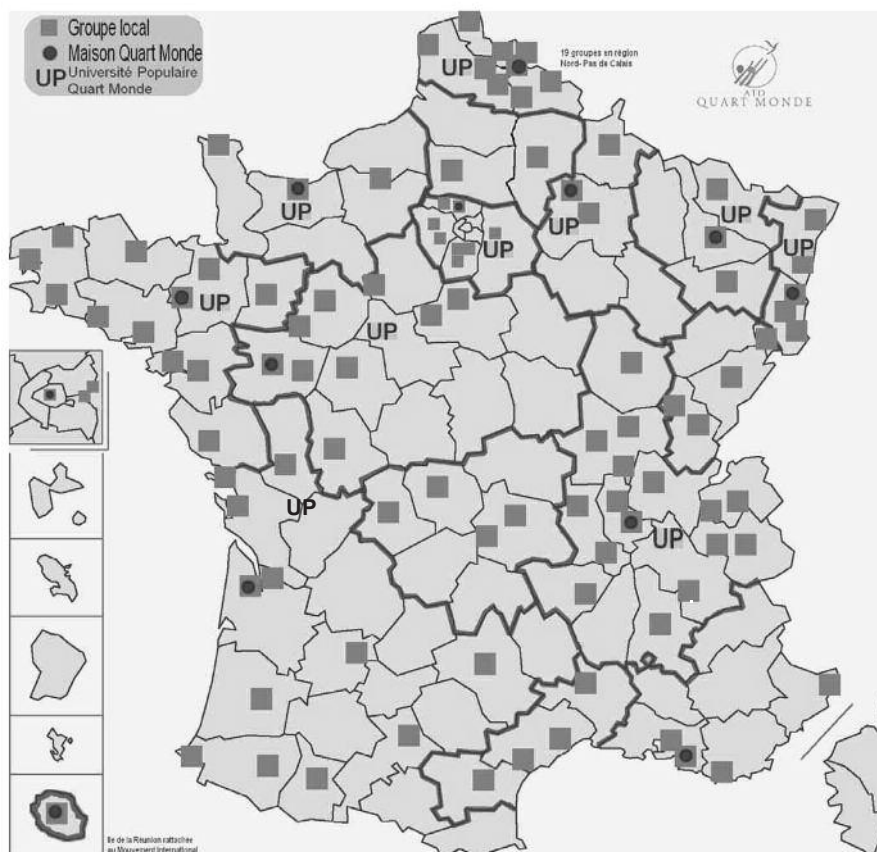 Groupe local
Maison Quart Monde
UP Université Populaire
Quart Monde
19 groupes en région
Nord- Pas de Calais
ATD
QUART MONDE
UP
UP
UP
UP
UP
UP
UP
UP
UP
UP
Ile de la Réunion rattachée
au Mouvement International